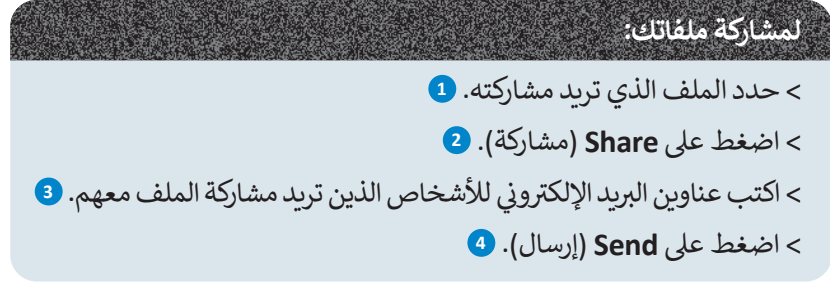 لمشاركة ملفاتك:
> حدد الملف الذي تريد مشاركته. 1
> اضغط على Share (مشاركة). 2
> اكتب عناوين البريد الإلكتروني للأشخاص الذين تريد مشاركة الملف معهم. 3
> اضغط على Send (إرسال). 4